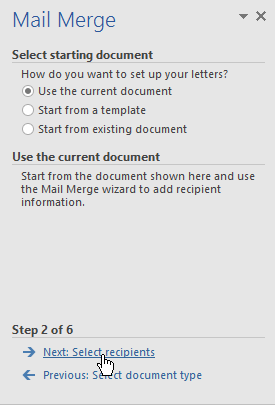 Mail Merge
Select starting document
How do you want to set up your letters?
Use the current document
Start from a template
Start from existing document
Use the current document
Start from the document shown here and use
the Mail Merge wizard to add recipient
information.
Step 2 of 6
Next: Select recipients
Previous: Select document type